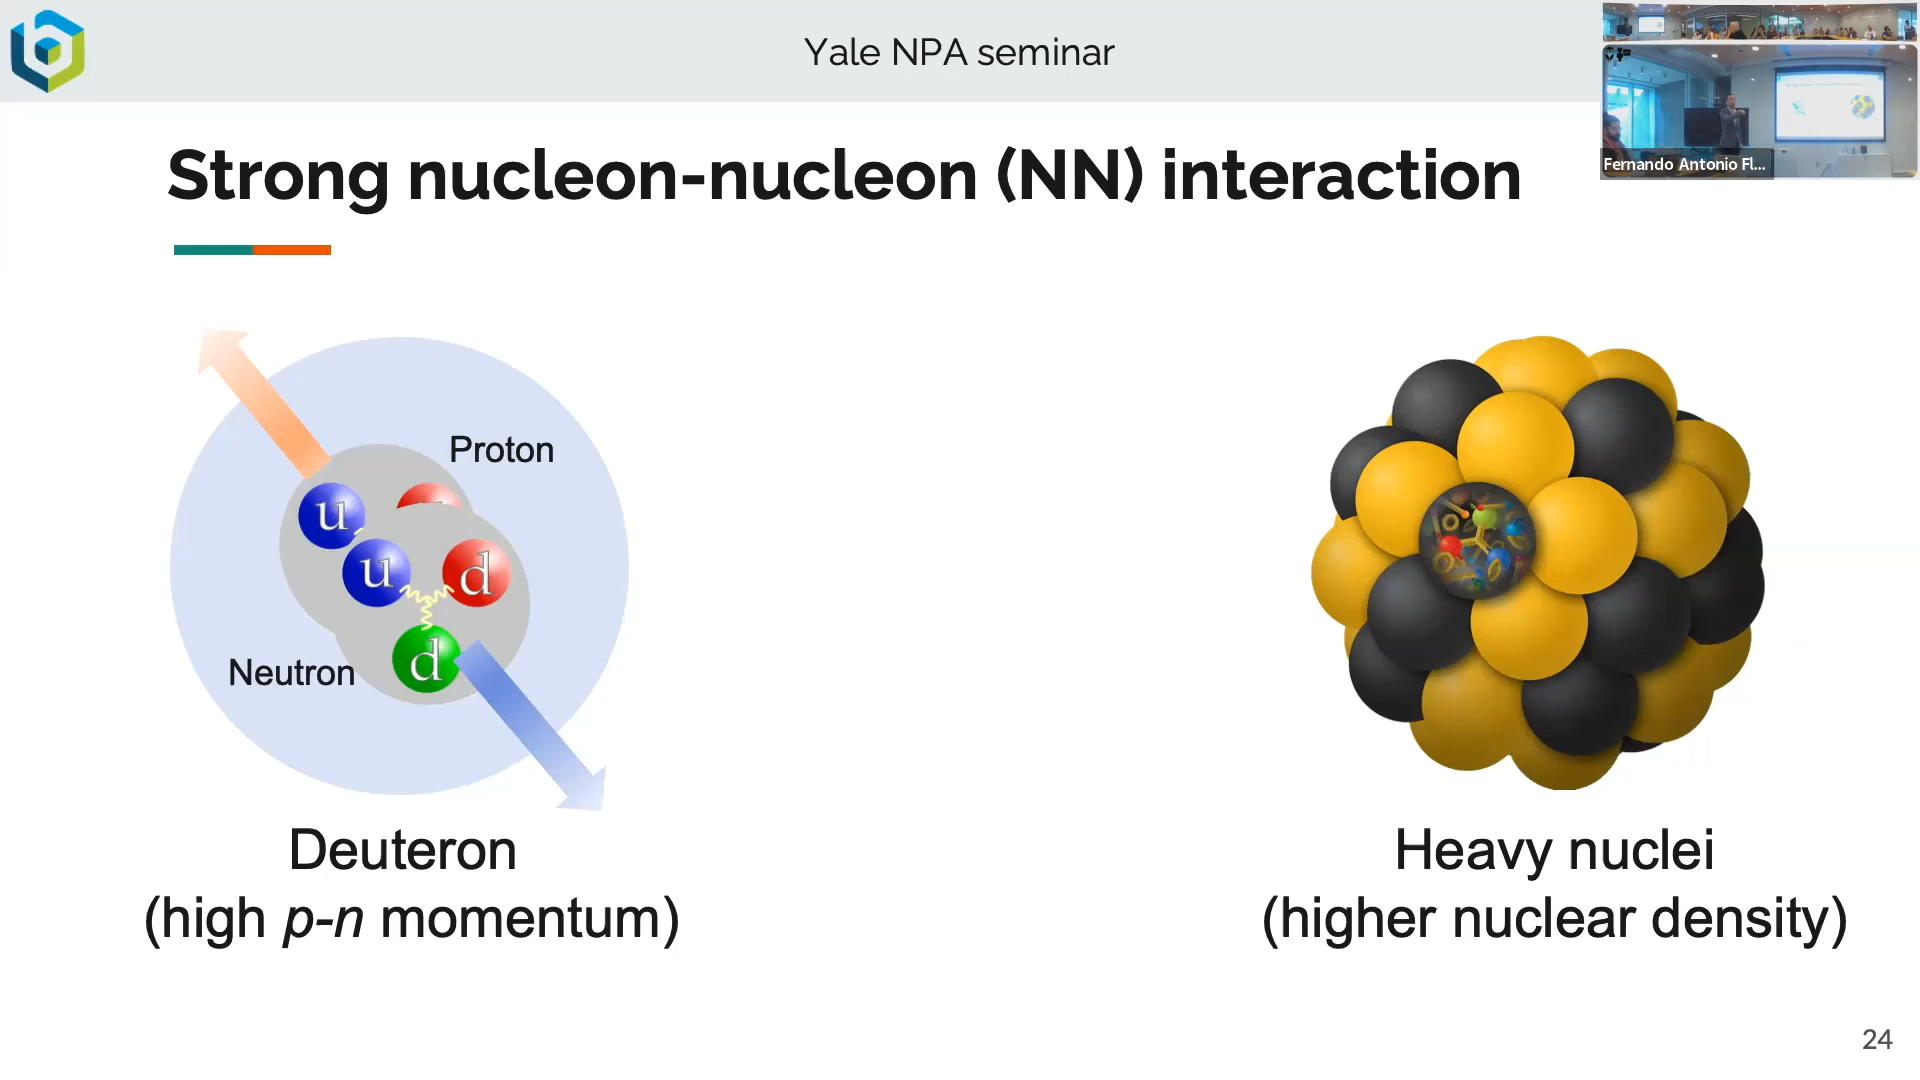 Yale NPA seminar
Fernando Antonio Fl...
Strong nucleon-nucleon (NN) interaction
Proton
u
u
d
d
Neutron
Deuteron
(high p-n momentum)
Heavy nuclei
(higher nuclear density)
24